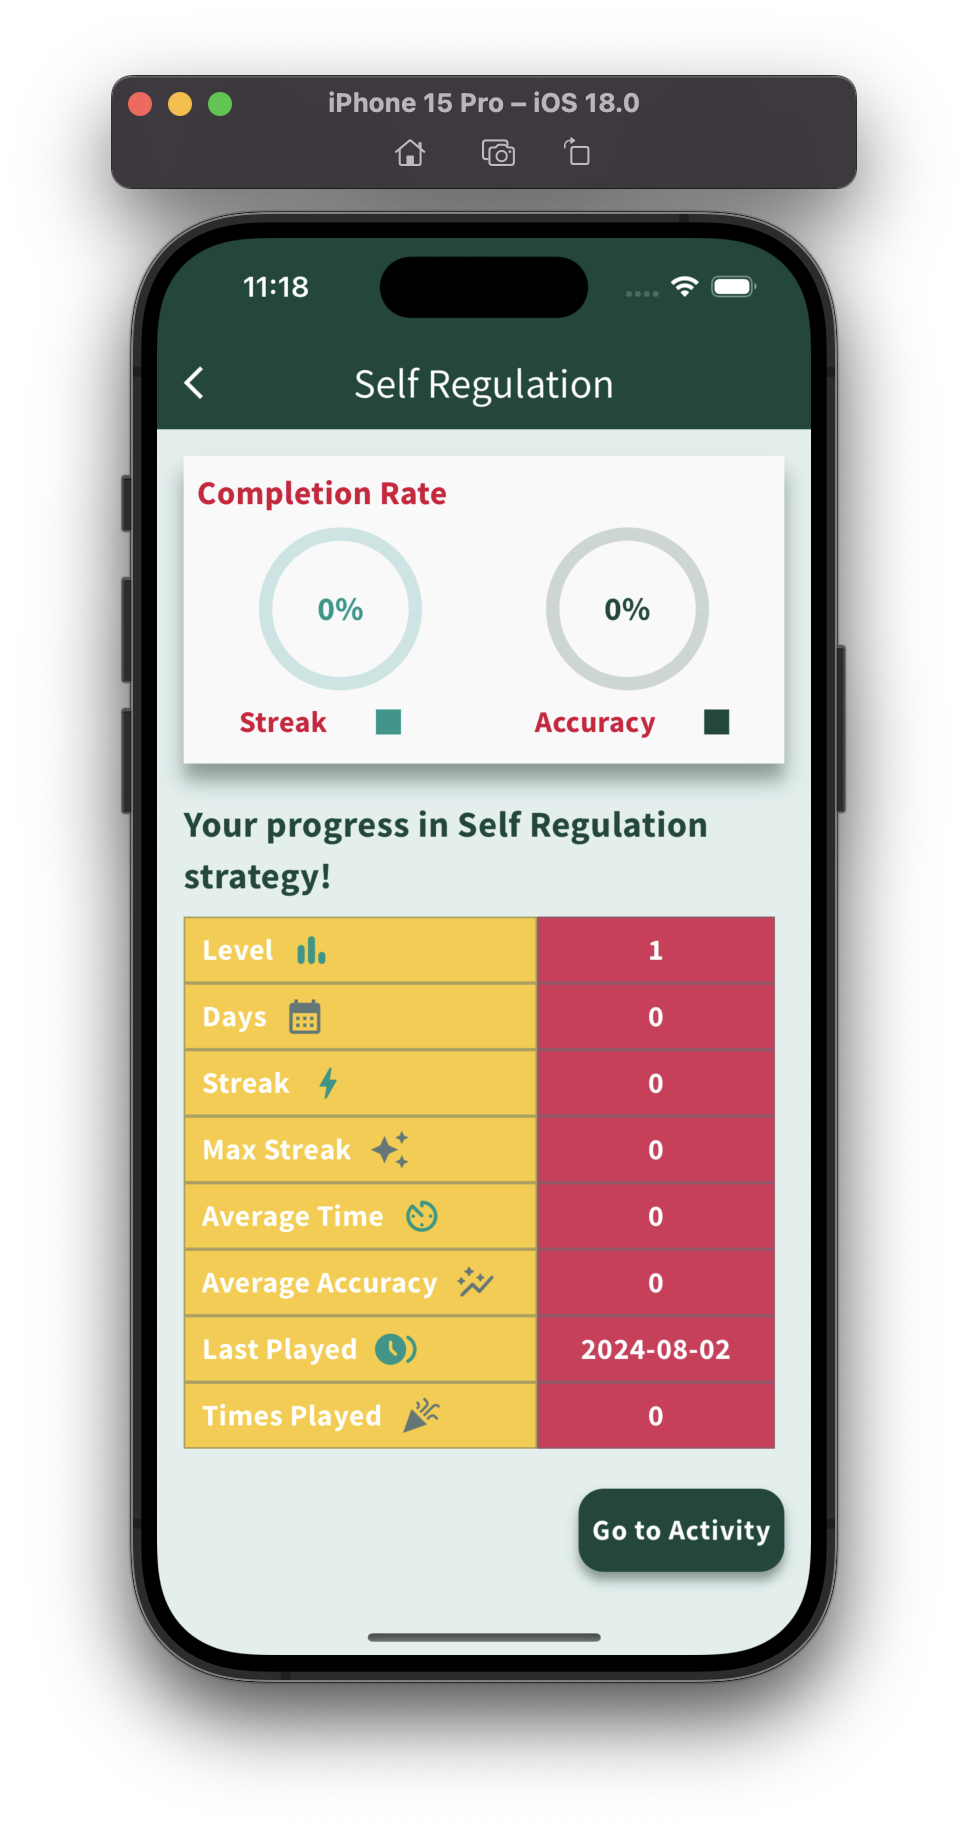 iPhone 15 Pro – iOS 18.0
11:18
Self Regulation
Completion Rate
0%
0%
Streak
Accuracy
Your progress in Self Regulation
strategy!
Level 1
Days 0
Streak 0
Max Streak 0
Average Time 0
Average Accuracy 0
Last Played 2024-08-02
Times Played 0
Go to Activity